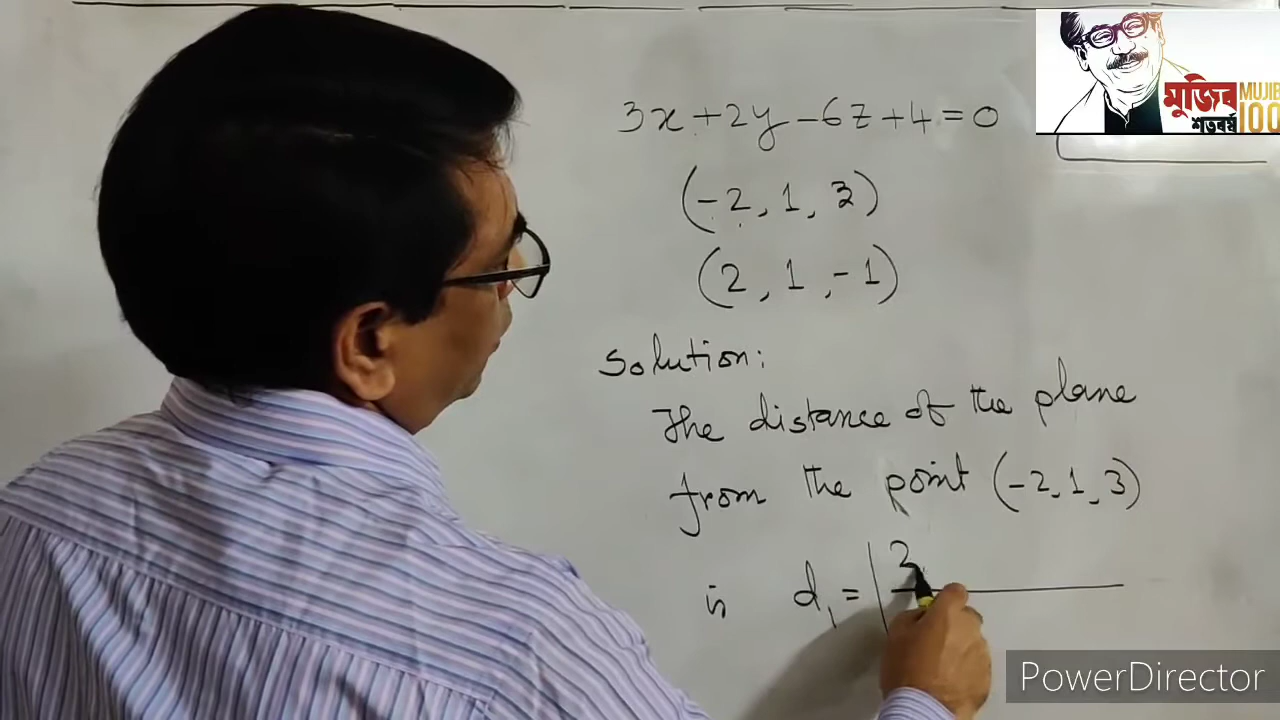 3x+2y-6z+4=0
(-2, 1, 3)
(2, 1, -1)
Solution:
The distance of the plane
from the point (-2, 1, 3)
is d₁ = |
মুজিব MUJIB
শতবর্ষ 100
PowerDirector